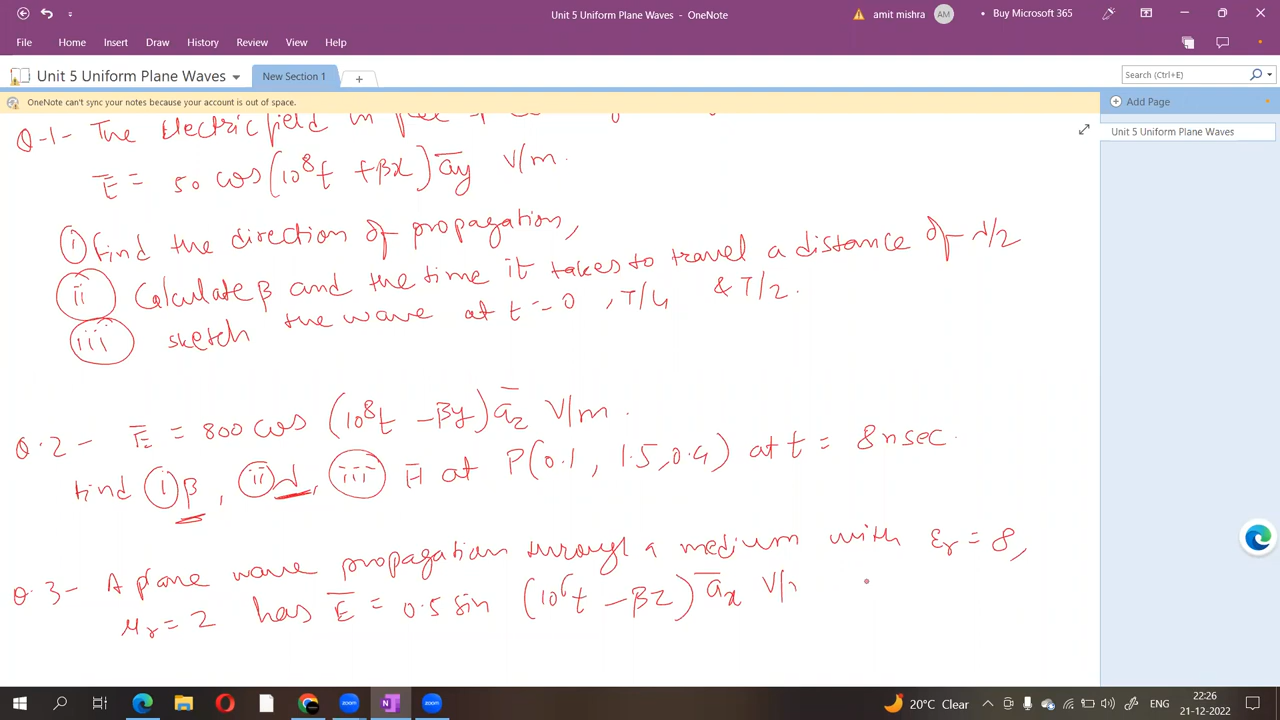 Unit 5 Uniform Plane Waves - OneNote
amit mishra AM
Buy Microsoft 365
File Home Insert Draw History Review View Help
Unit 5 Uniform Plane Waves
New Section 1
+
Search (Ctrl+E)
OneNote can't sync your notes because your account is out of space.
Add Page
Unit 5 Uniform Plane Waves
Q-1- The Electric field in free
E̅ = 50 cos(10⁸t +βx) a̅y V/m.
(i) find the direction of propagation,
(ii) Calculate β and the time it takes to travel a distance of λ/2
(iii) sketch the wave at t=0, T/4 & T/2.
Q.2- E̅ = 800 cos (10⁸t -βy) a̅z V/m.
find (i) β, (ii) λ, (iii) H̅ at P(0.1, 1.5, 0.4) at t = 8 nsec.
Q.3- A plane wave propagation through a medium with εr = 8,
μr = 2 has E̅ = 0.5 sin (10⁶t -βz) a̅x V/
20°C Clear
22:26
21-12-2022